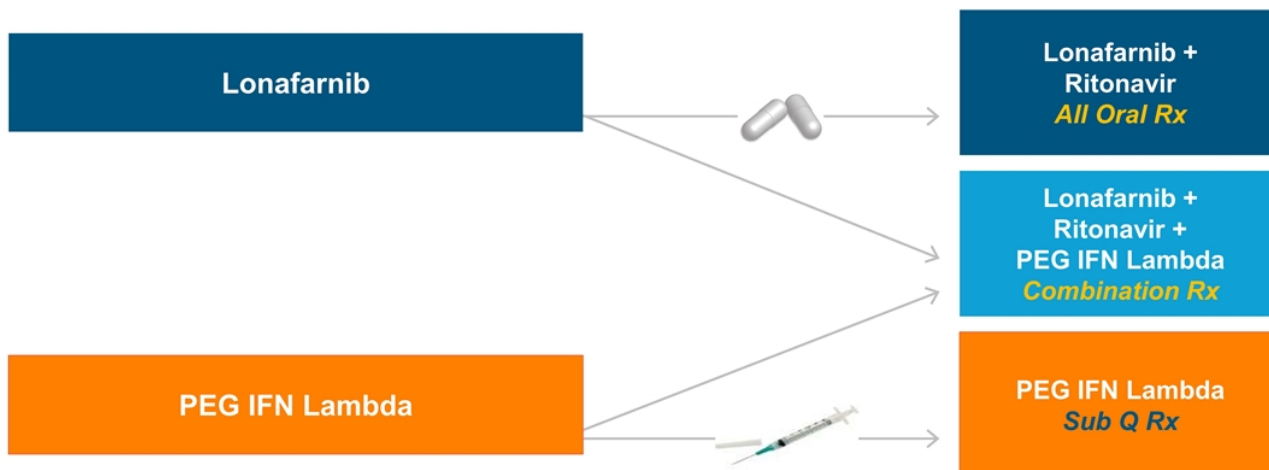 Lonafarnib
Lonafarnib +
Ritonavir
All Oral Rx
Lonafarnib +
Ritonavir +
PEG IFN Lambda
Combination Rx
PEG IFN Lambda
PEG IFN Lambda
Sub Q Rx